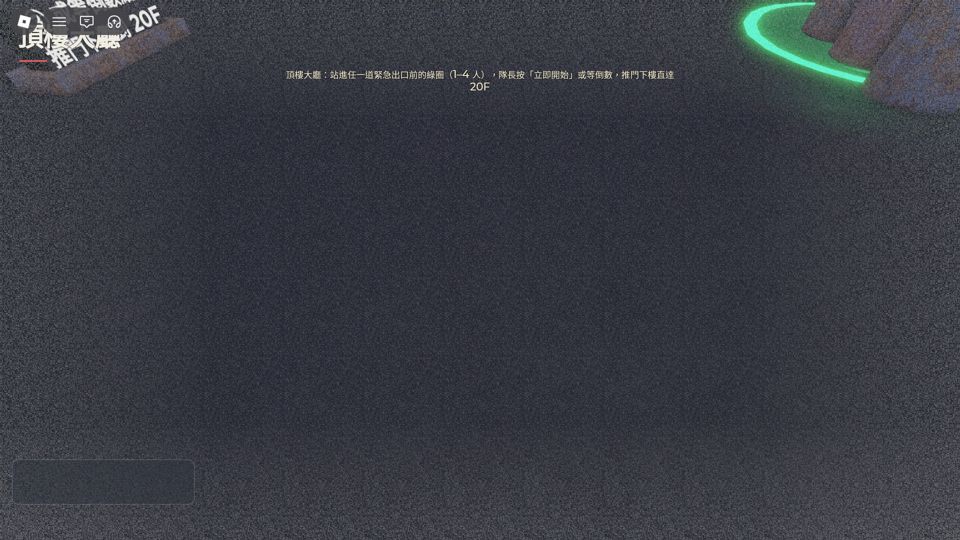 20F
推門
頂樓大廳
頂樓大廳：站進任一道緊急出口前的綠圈（1–4 人），隊長按「立即開始」或等倒數，推門下樓直達
20F